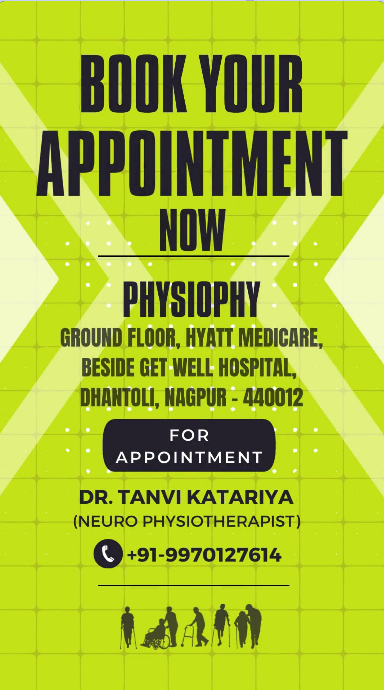 BOOK YOUR
APPOINTMENT
NOW
PHYSIOPHY
GROUND FLOOR, HYATT MEDICARE,
BESIDE GET WELL HOSPITAL,
DHANTOLI, NAGPUR - 440012
FOR
APPOINTMENT
DR. TANVI KATARIYA
(NEURO PHYSIOTHERAPIST)
+91-9970127614